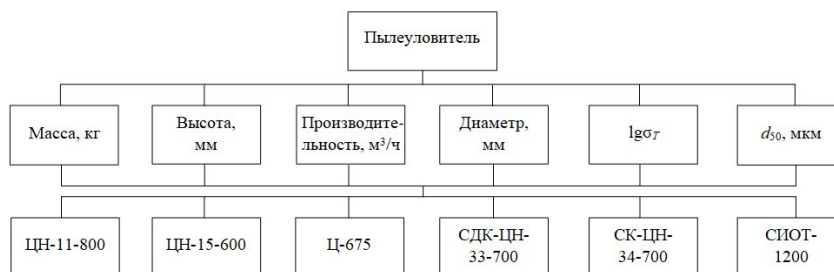 Пылеуловитель
Масса, кг
Высота,
мм
Производите-
льность, м³/ч
Диаметр,
мм
lgσT
d50, мкм
ЦН-11-800
ЦН-15-600
Ц-675
СДК-ЦН-
33-700
СК-ЦН-
34-700
СИОТ-
1200